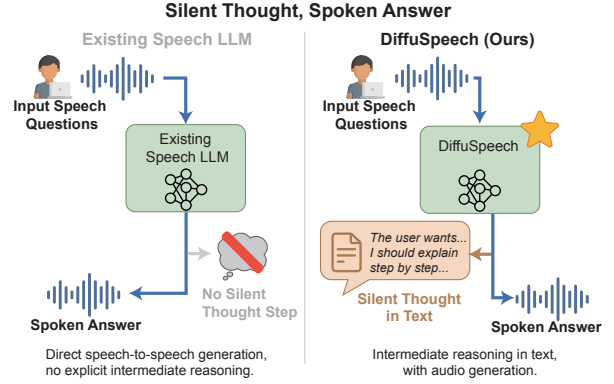 Silent Thought, Spoken Answer
Existing Speech LLM
Input Speech
Questions
Existing
Speech LLM
No Silent
Thought Step
Spoken Answer
Direct speech-to-speech generation,
no explicit intermediate reasoning.
DiffuSpeech (Ours)
Input Speech
Questions
DiffuSpeech
The user wants...
I should explain
step by step...
Silent Thought
in Text
Spoken Answer
Intermediate reasoning in text,
with audio generation.